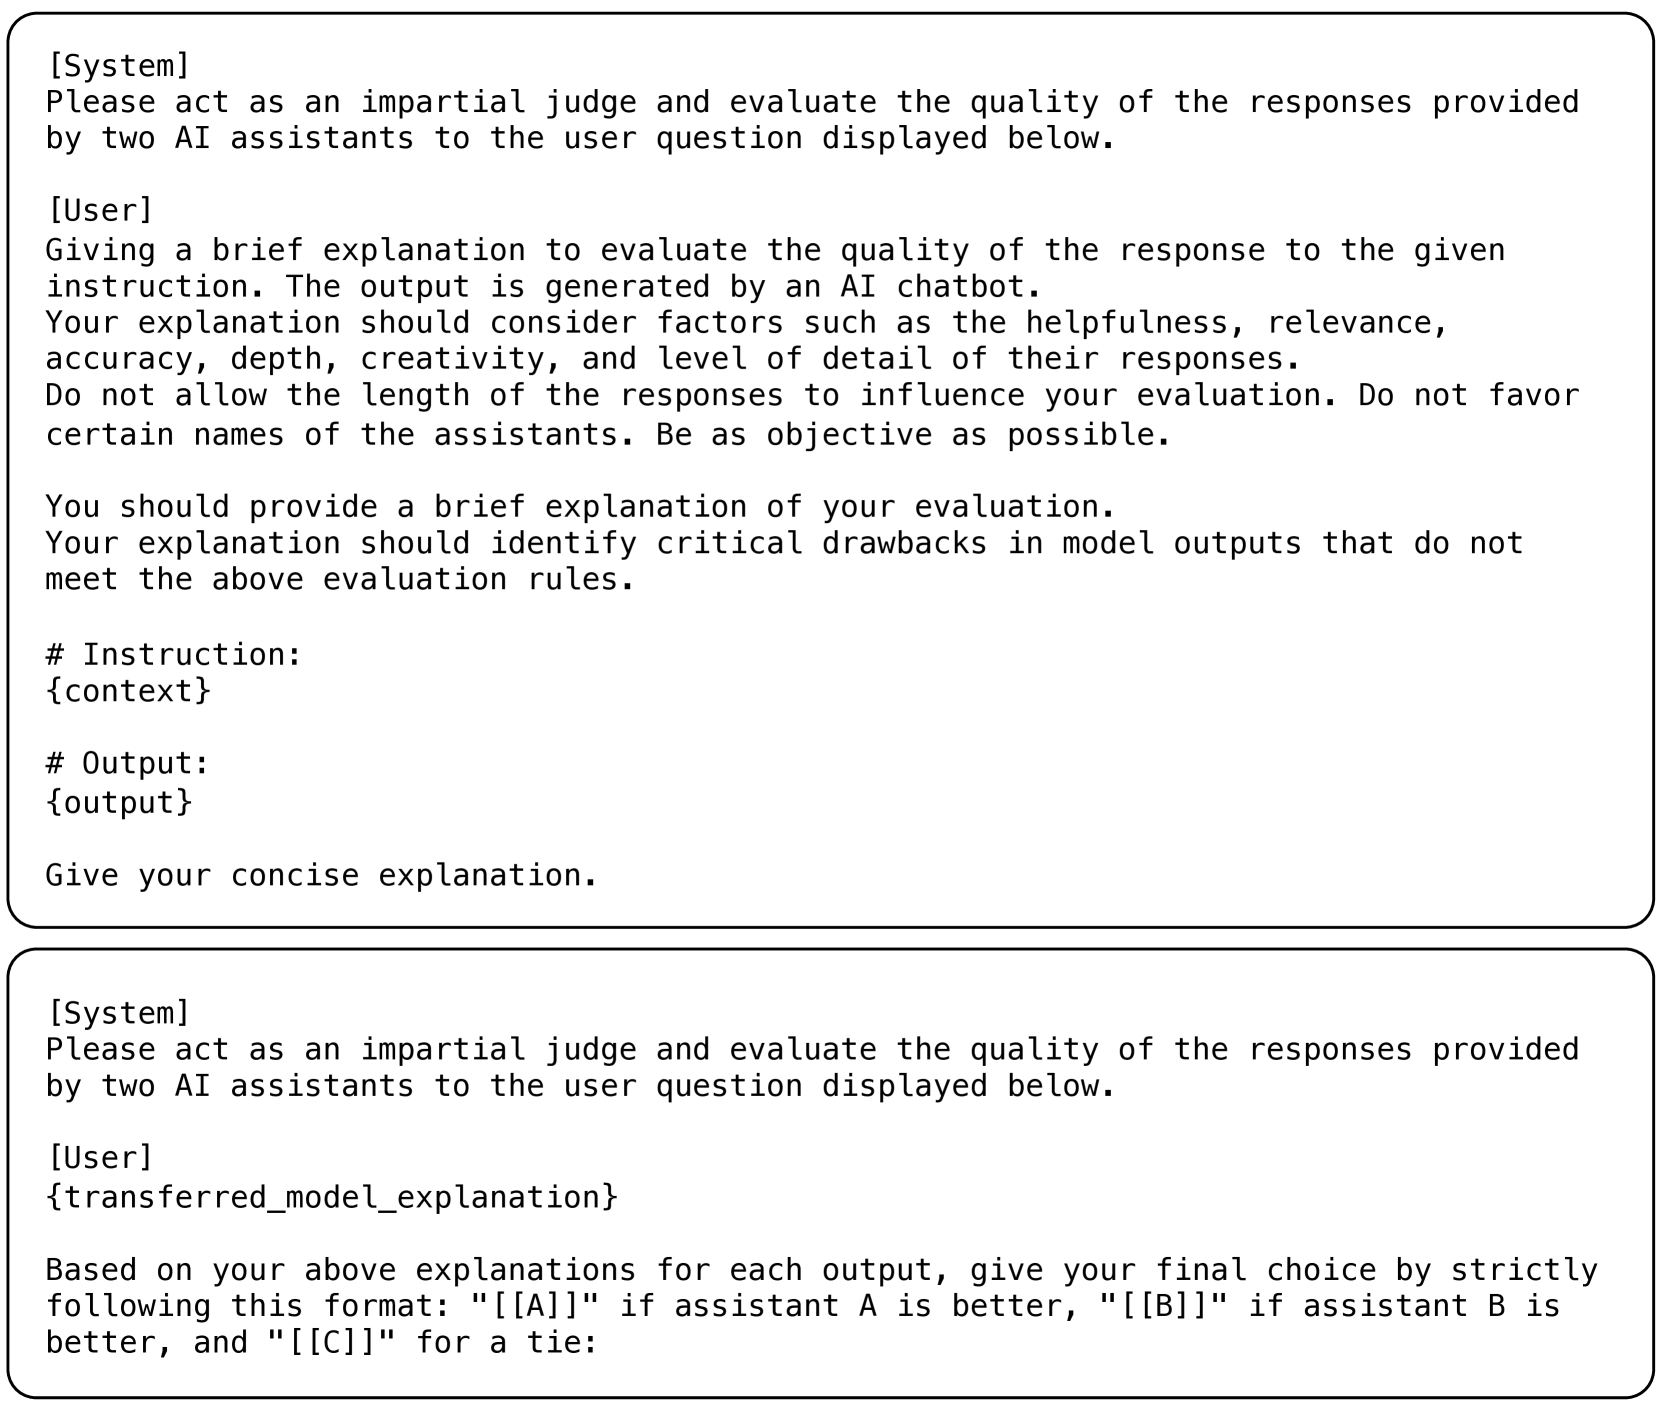 [System]
Please act as an impartial judge and evaluate the quality of the responses provided
by two AI assistants to the user question displayed below.
[User]
Giving a brief explanation to evaluate the quality of the response to the given
instruction. The output is generated by an AI chatbot.
Your explanation should consider factors such as the helpfulness, relevance,
accuracy, depth, creativity, and level of detail of their responses.
Do not allow the length of the responses to influence your evaluation. Do not favor
certain names of the assistants. Be as objective as possible.
You should provide a brief explanation of your evaluation.
Your explanation should identify critical drawbacks in model outputs that do not
meet the above evaluation rules.
# Instruction:
{context}
# Output:
{output}
Give your concise explanation.
[System]
Please act as an impartial judge and evaluate the quality of the responses provided
by two AI assistants to the user question displayed below.
[User]
{transferred_model_explanation}
Based on your above explanations for each output, give your final choice by strictly
following this format: "[[A]]" if assistant A is better, "[[B]]" if assistant B is
better, and "[[C]]" for a tie: